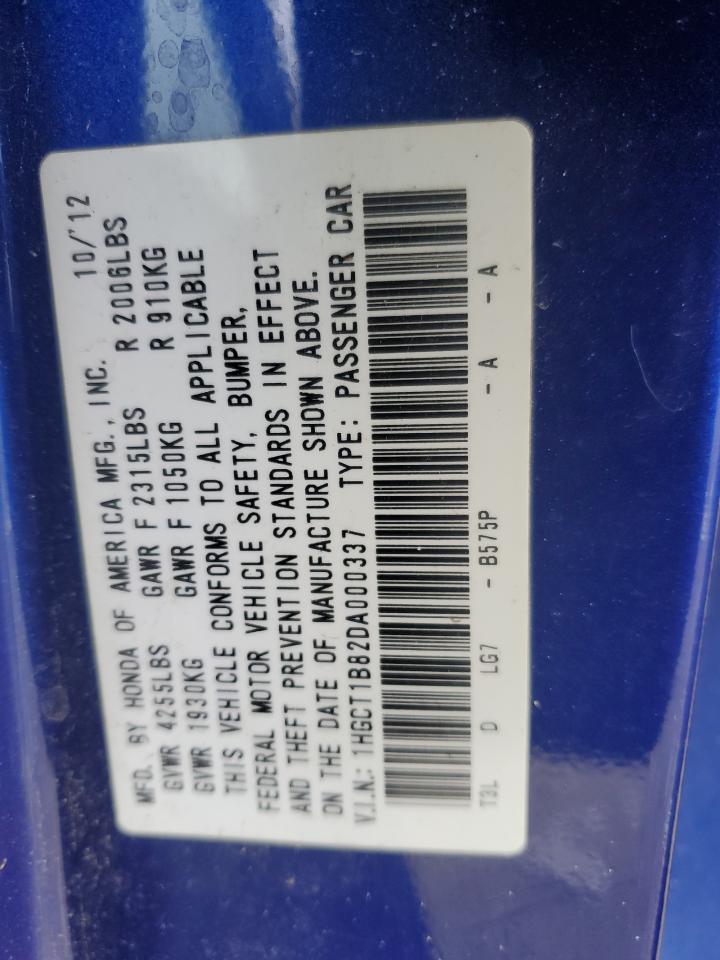 MFD. BY HONDA OF AMERICA MFG., INC. 10/'12
GVWR 4255LBS GAWR F 2315LBS R 2006LBS
GVWR 1930KG GAWR F 1050KG R 910KG
THIS VEHICLE CONFORMS TO ALL APPLICABLE
FEDERAL MOTOR VEHICLE SAFETY, BUMPER,
AND THEFT PREVENTION STANDARDS IN EFFECT
ON THE DATE OF MANUFACTURE SHOWN ABOVE.
V.I.N.: 1HGCT1B82DA000337 TYPE: PASSENGER CAR
T3L D LG7 - B575P - A - A